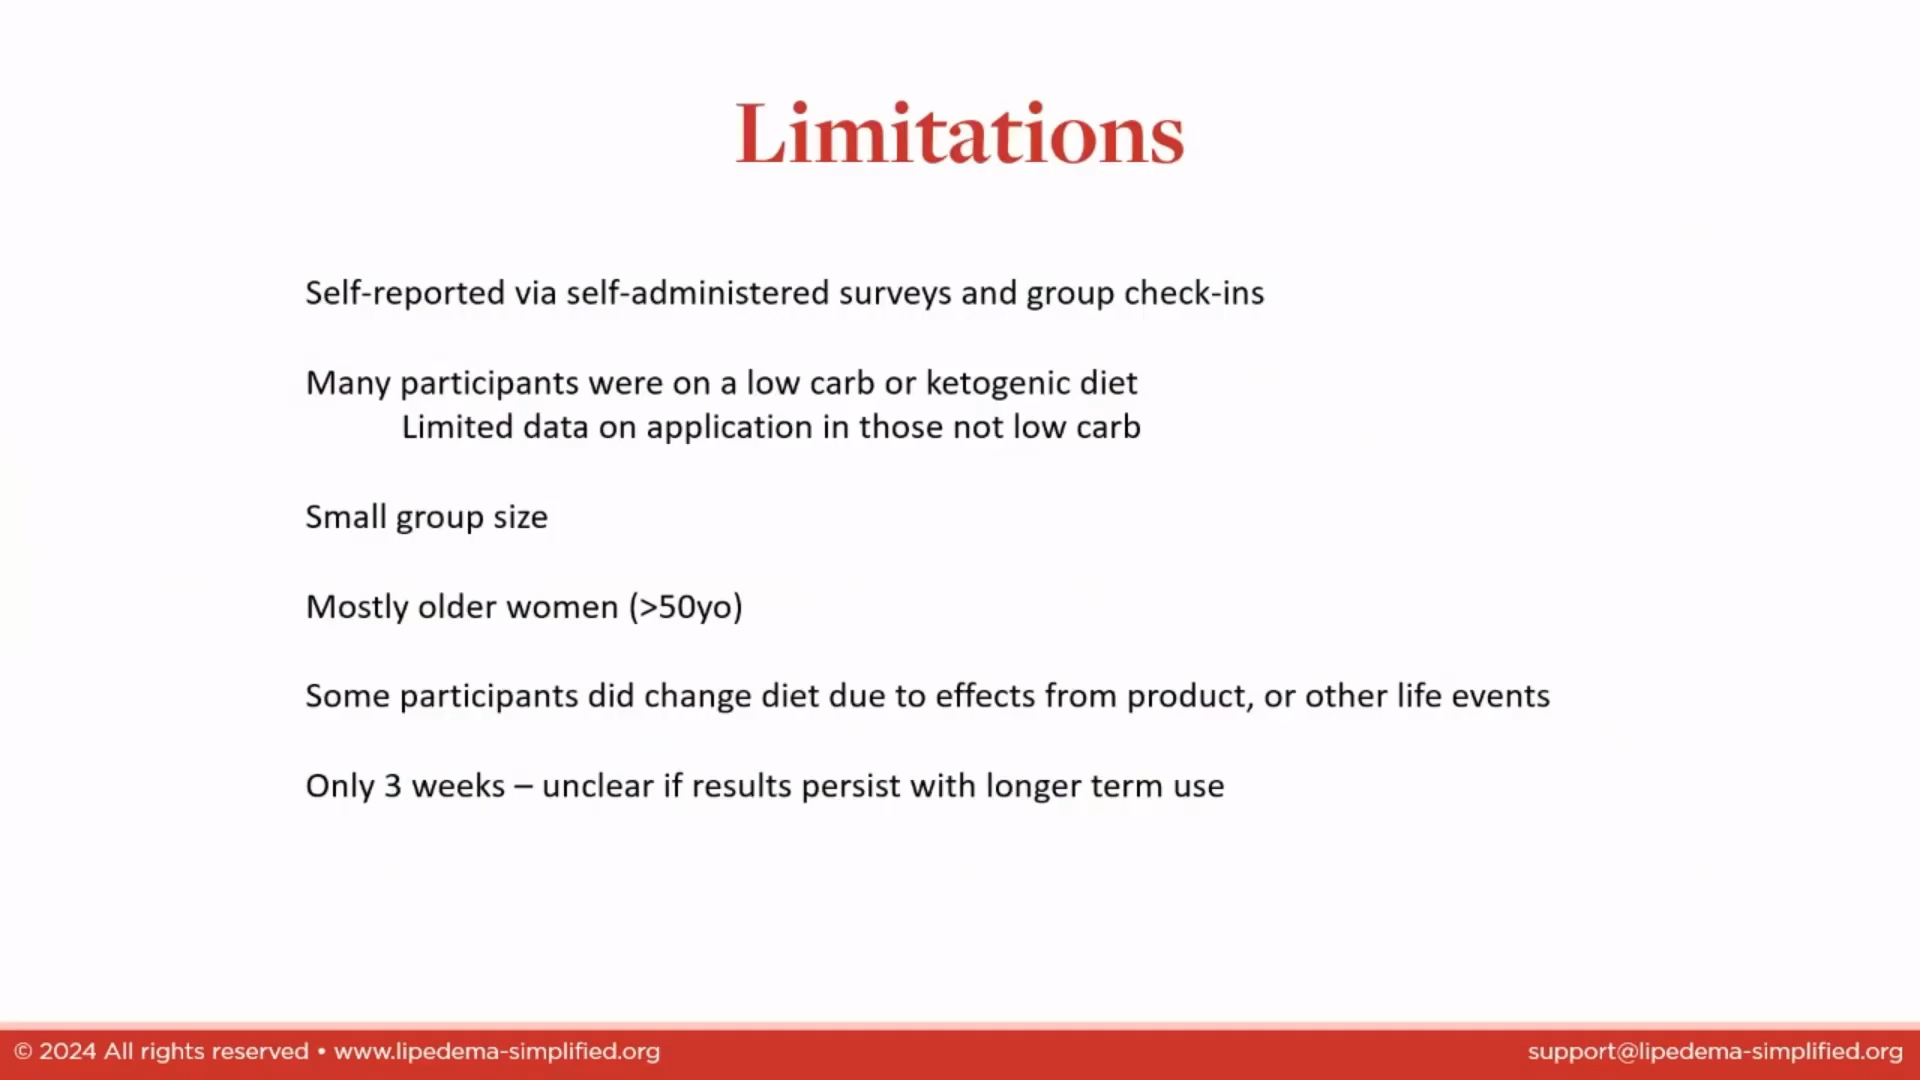 Limitations
Self-reported via self-administered surveys and group check-ins
Many participants were on a low carb or ketogenic diet
Limited data on application in those not low carb
Small group size
Mostly older women (>50yo)
Some participants did change diet due to effects from product, or other life events
Only 3 weeks – unclear if results persist with longer term use
© 2024 All rights reserved • www.lipedema-simplified.org
support@lipedema-simplified.org